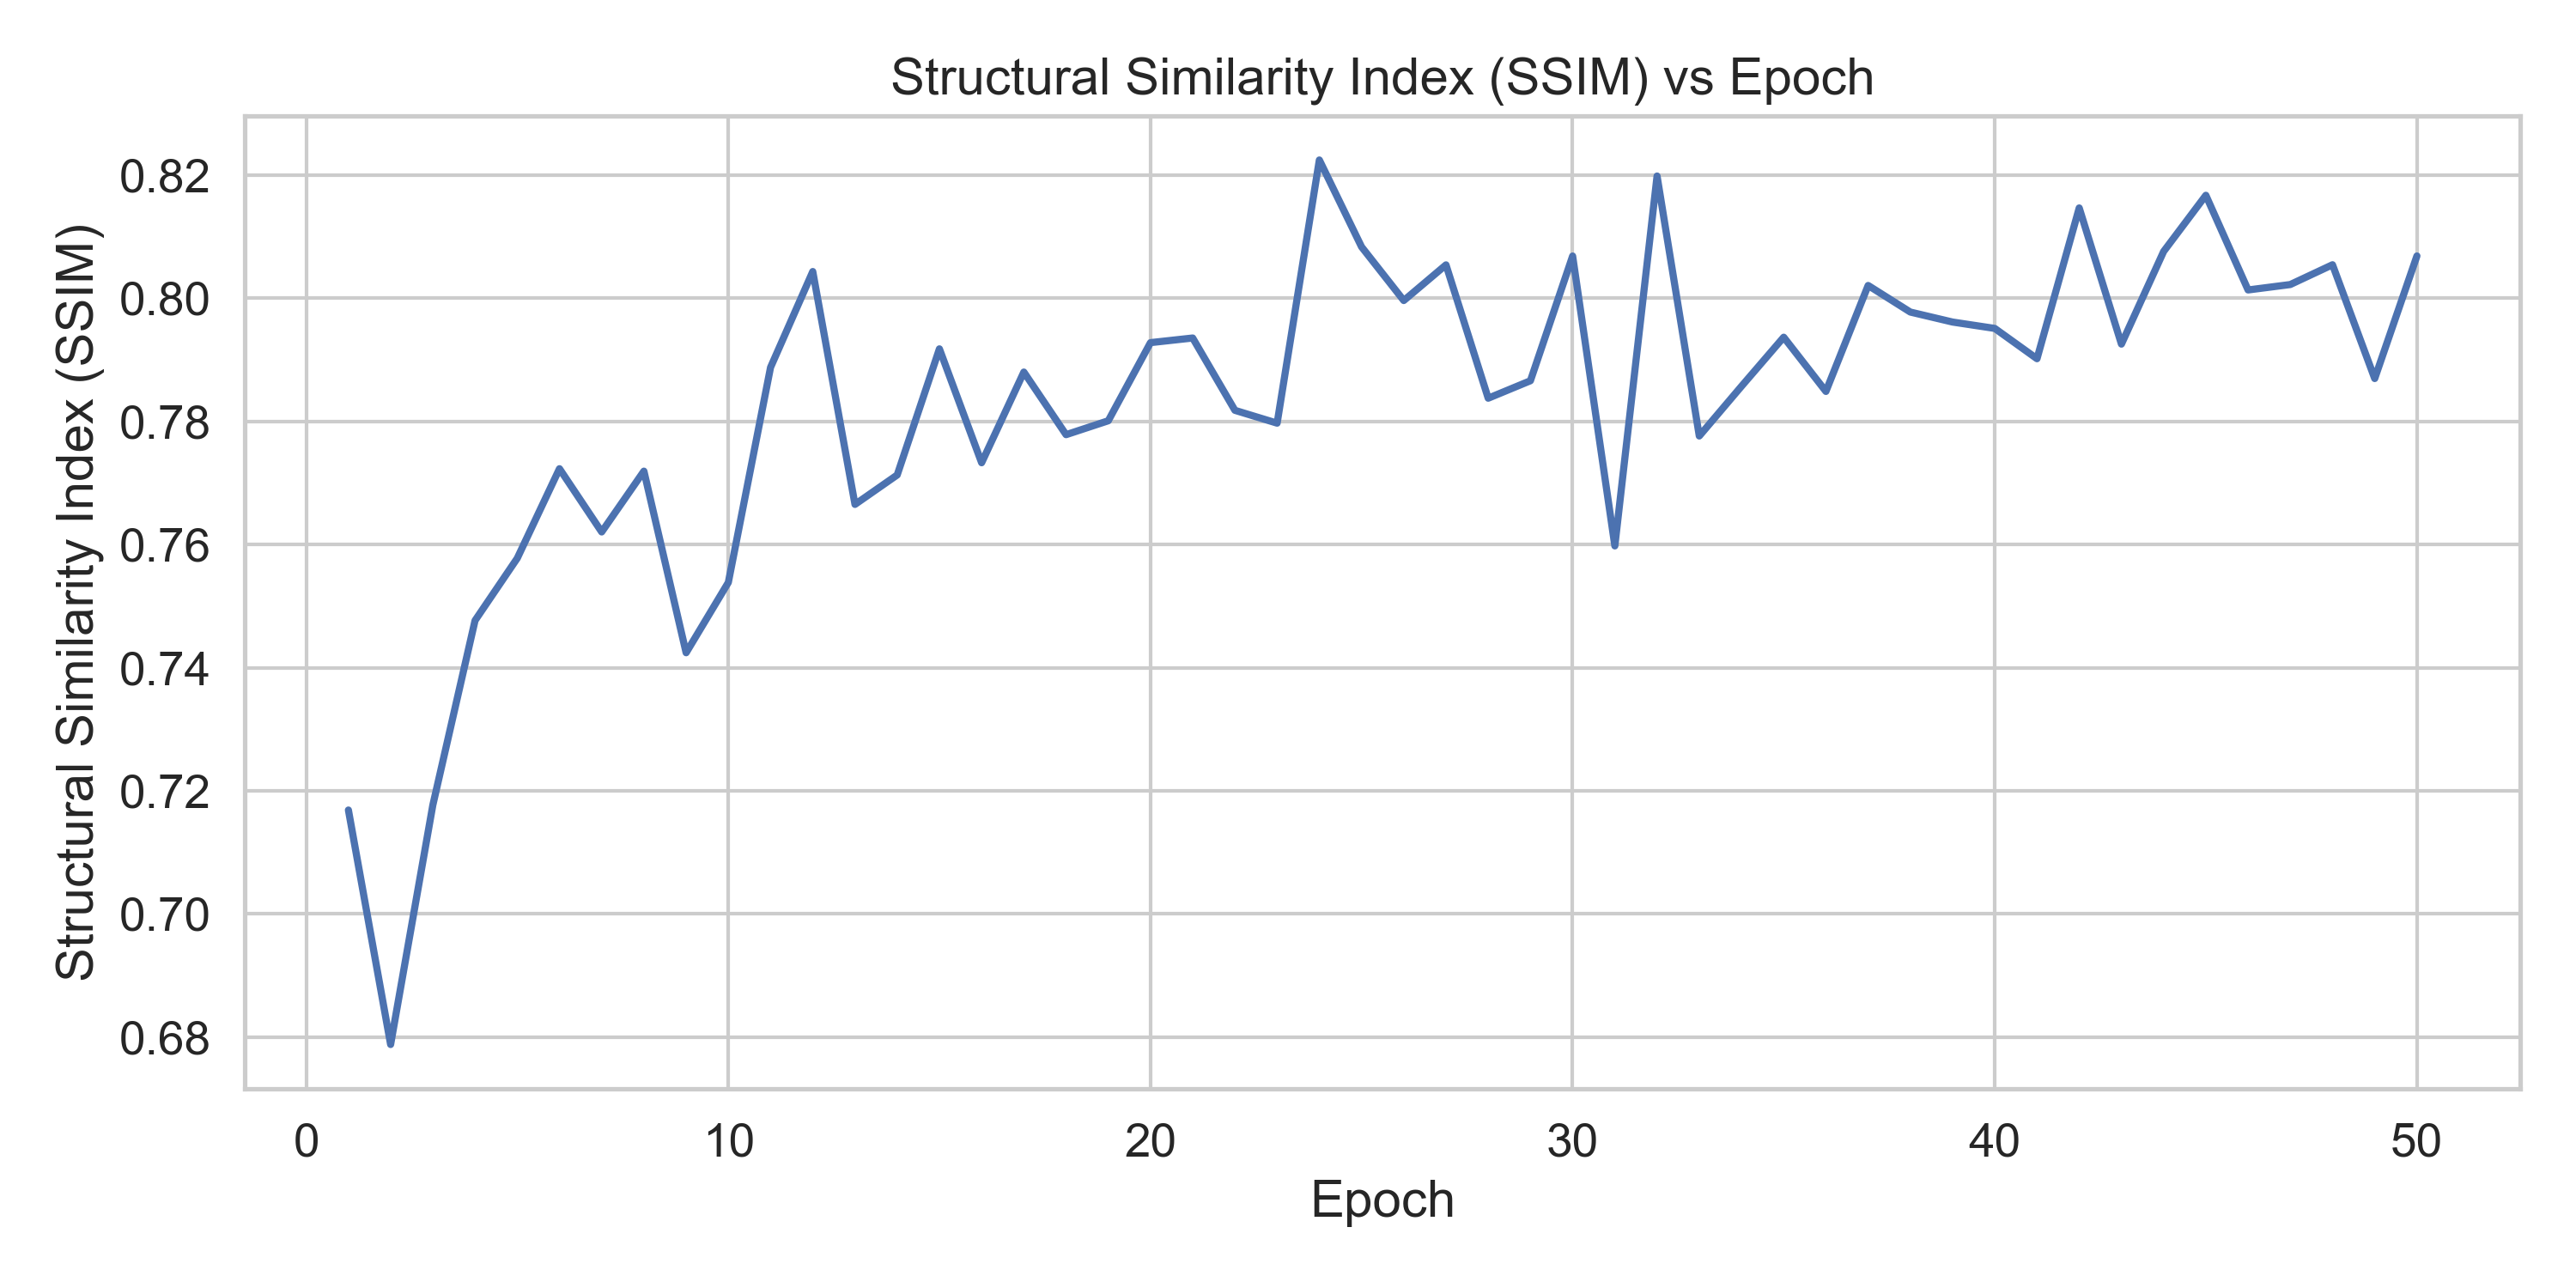 Structural Similarity Index (SSIM) vs Epoch
Structural Similarity Index (SSIM)
0.82
0.80
0.78
0.76
0.74
0.72
0.70
0.68
0 10 20 30 40 50
Epoch